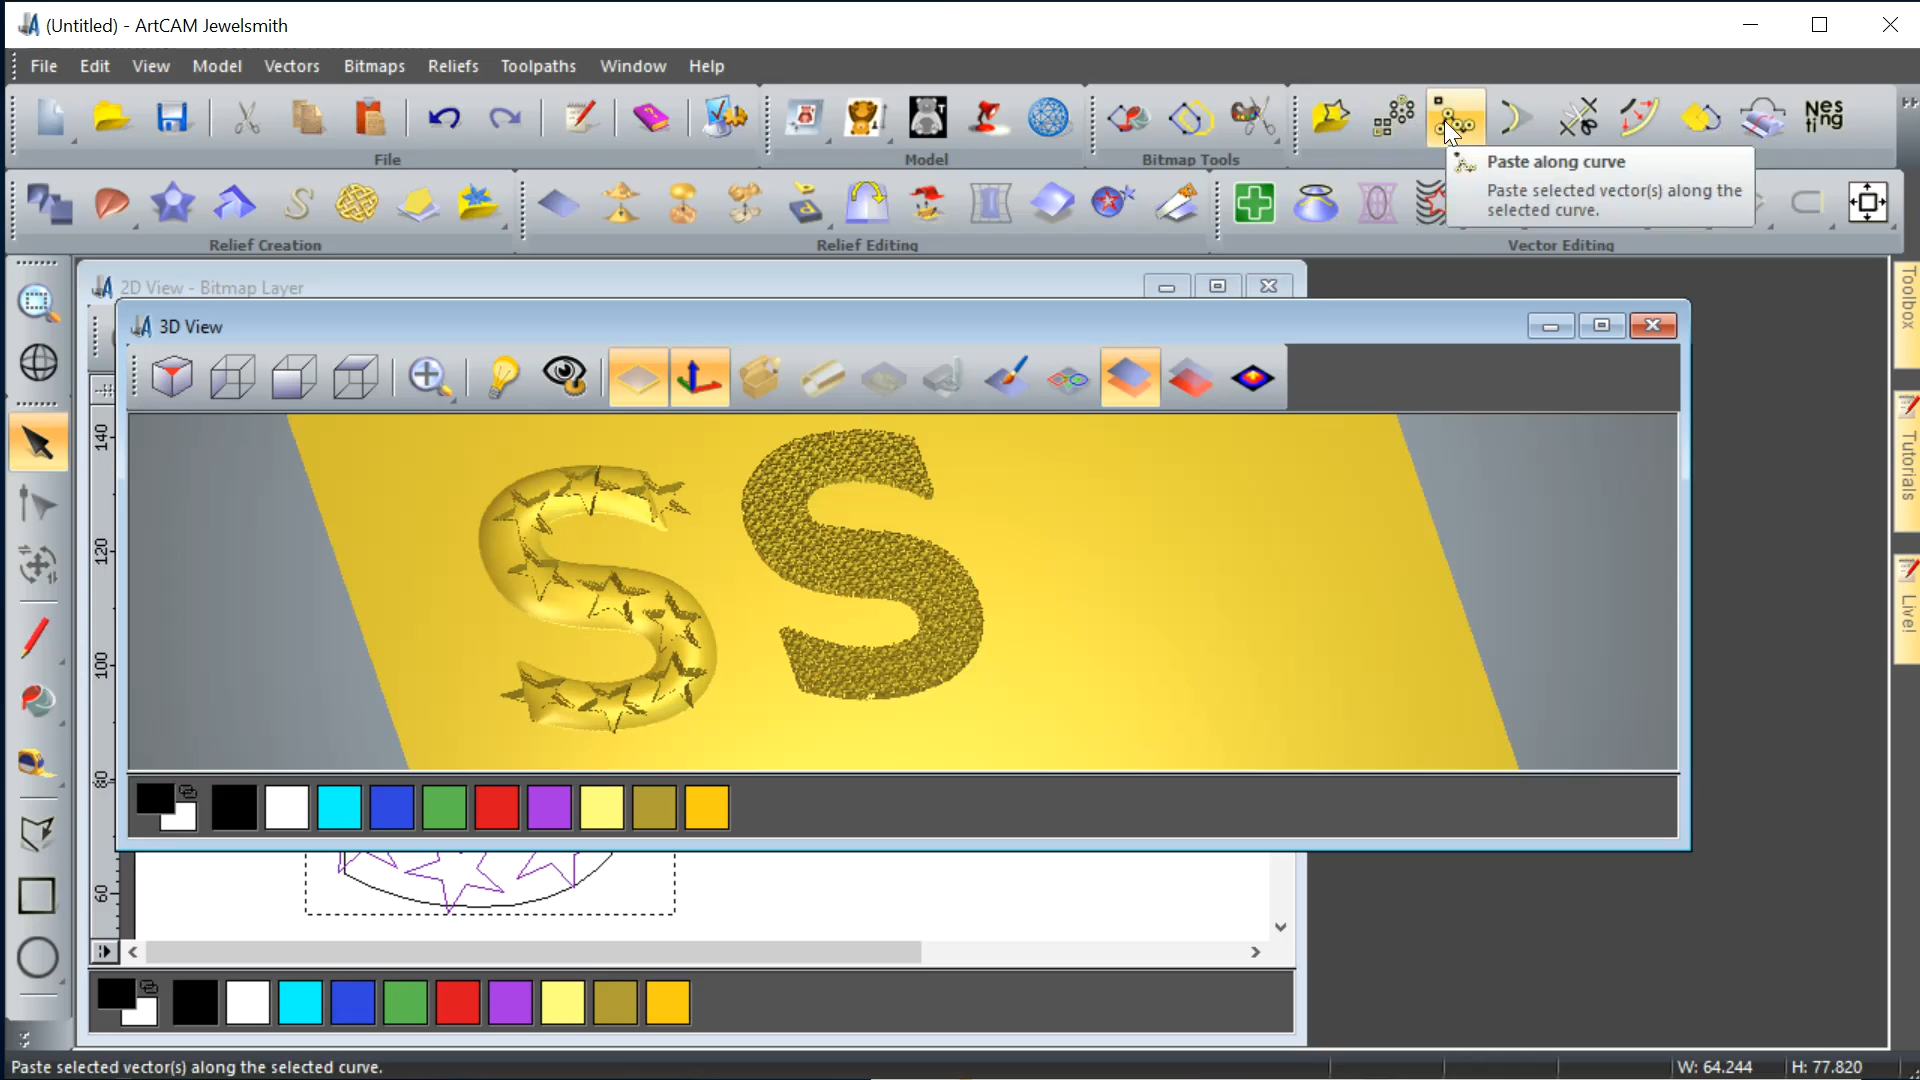 (Untitled) - ArtCAM Jewelsmith
File Edit View Model Vectors Bitmaps Reliefs Toolpaths Window Help
Nes
ting
File Model Bitmap Tools
Paste along curve
Paste selected vector(s) along the
selected curve.
Relief Creation Relief Editing Vector Editing
2D View - Bitmap Layer
3D View
Toolbox
Tutorials
Live!
140
120
100
80
60
S S
Paste selected vector(s) along the selected curve.
W: 64.244 H: 77.820